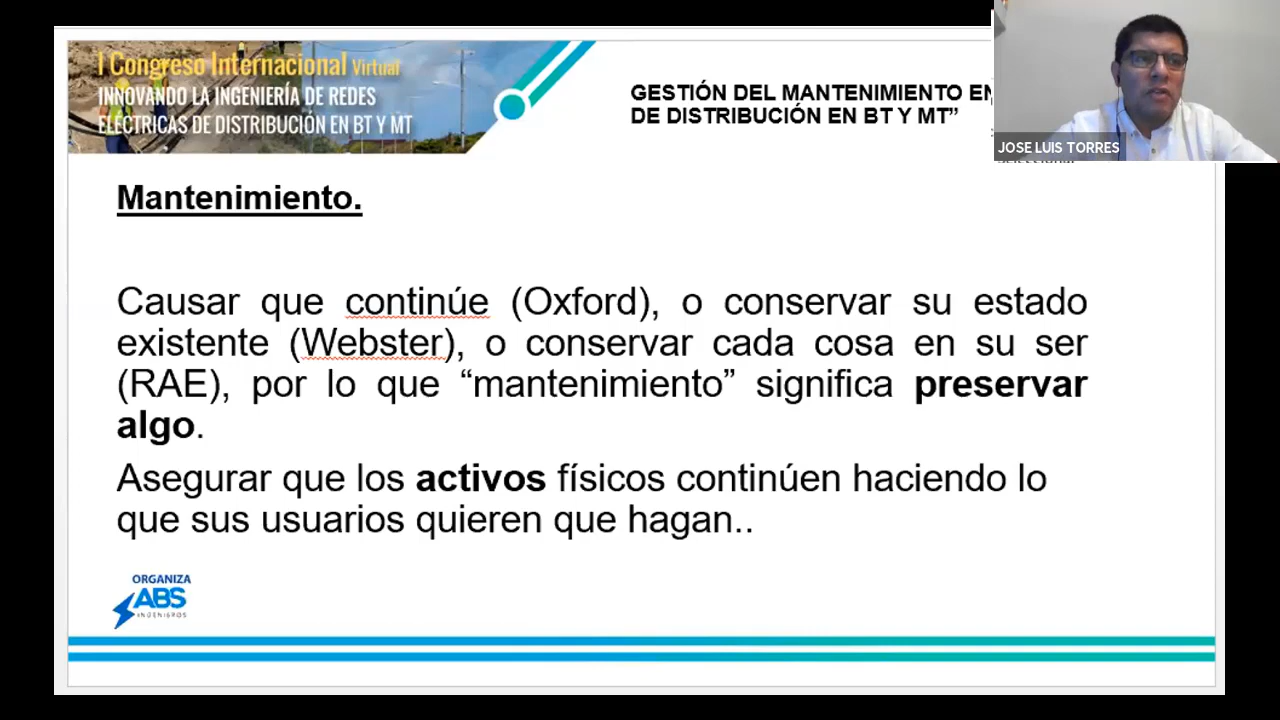 I Congreso Internacional Virtual
INNOVANDO LA INGENIERÍA DE REDES
ELÉCTRICAS DE DISTRIBUCIÓN EN BT Y MT
GESTIÓN DEL MANTENIMIENTO EN
DE DISTRIBUCIÓN EN BT Y MT”
JOSE LUIS TORRES
Mantenimiento.
Causar que continúe (Oxford), o conservar su estado
existente (Webster), o conservar cada cosa en su ser
(RAE), por lo que “mantenimiento” significa preservar
algo.
Asegurar que los activos físicos continúen haciendo lo
que sus usuarios quieren que hagan..
ORGANIZA
ABS
INGENIEROS